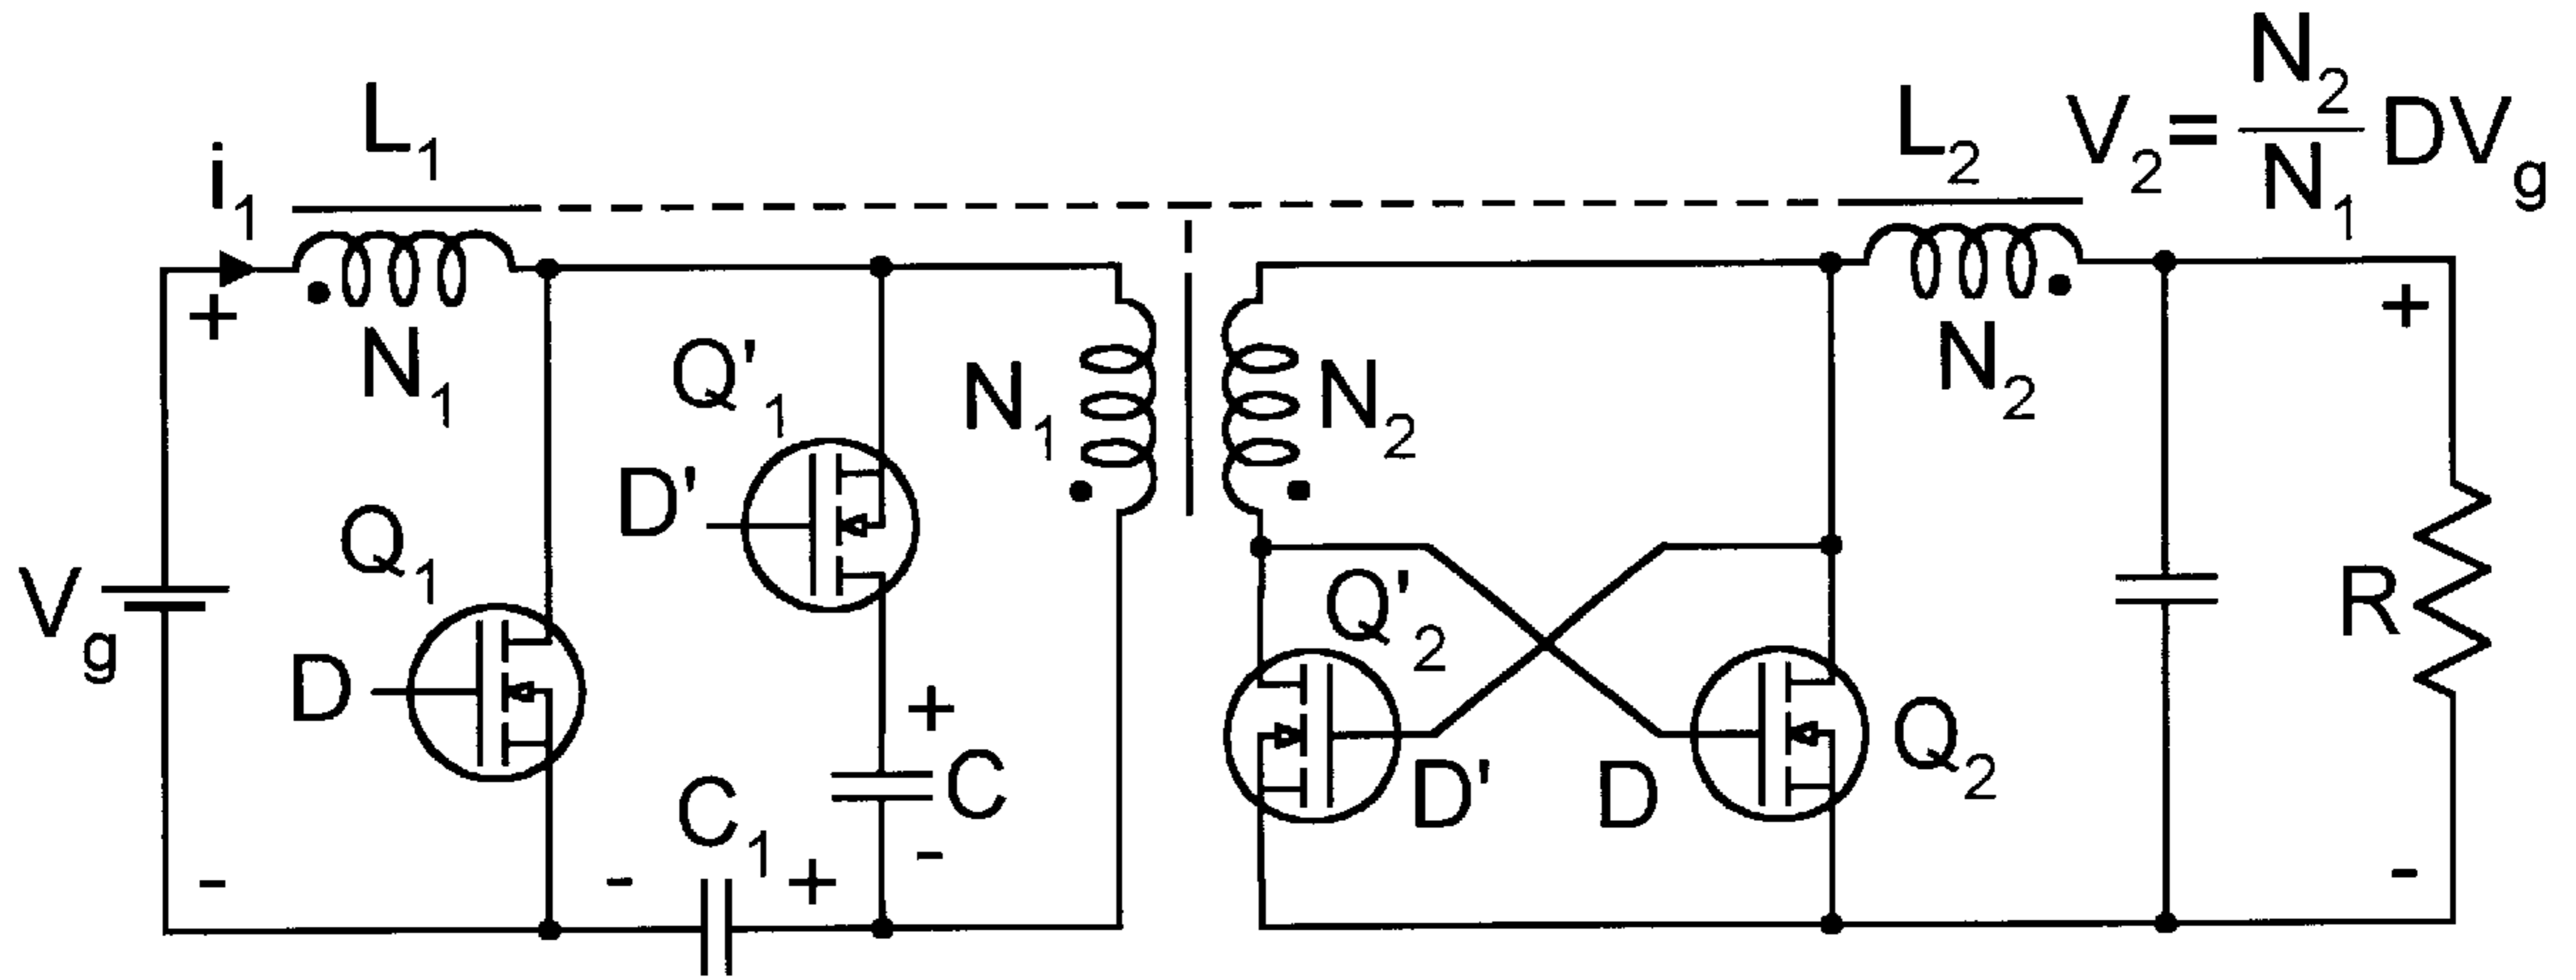 L1
i1
+
N1
Q'1
D'
N1
N2
L2
V2 = N2/N1 DVg
N2
+
Vg
Q1
D
+
C
-
C1
-
+
-
Q'2
D'
D
Q2
R
-